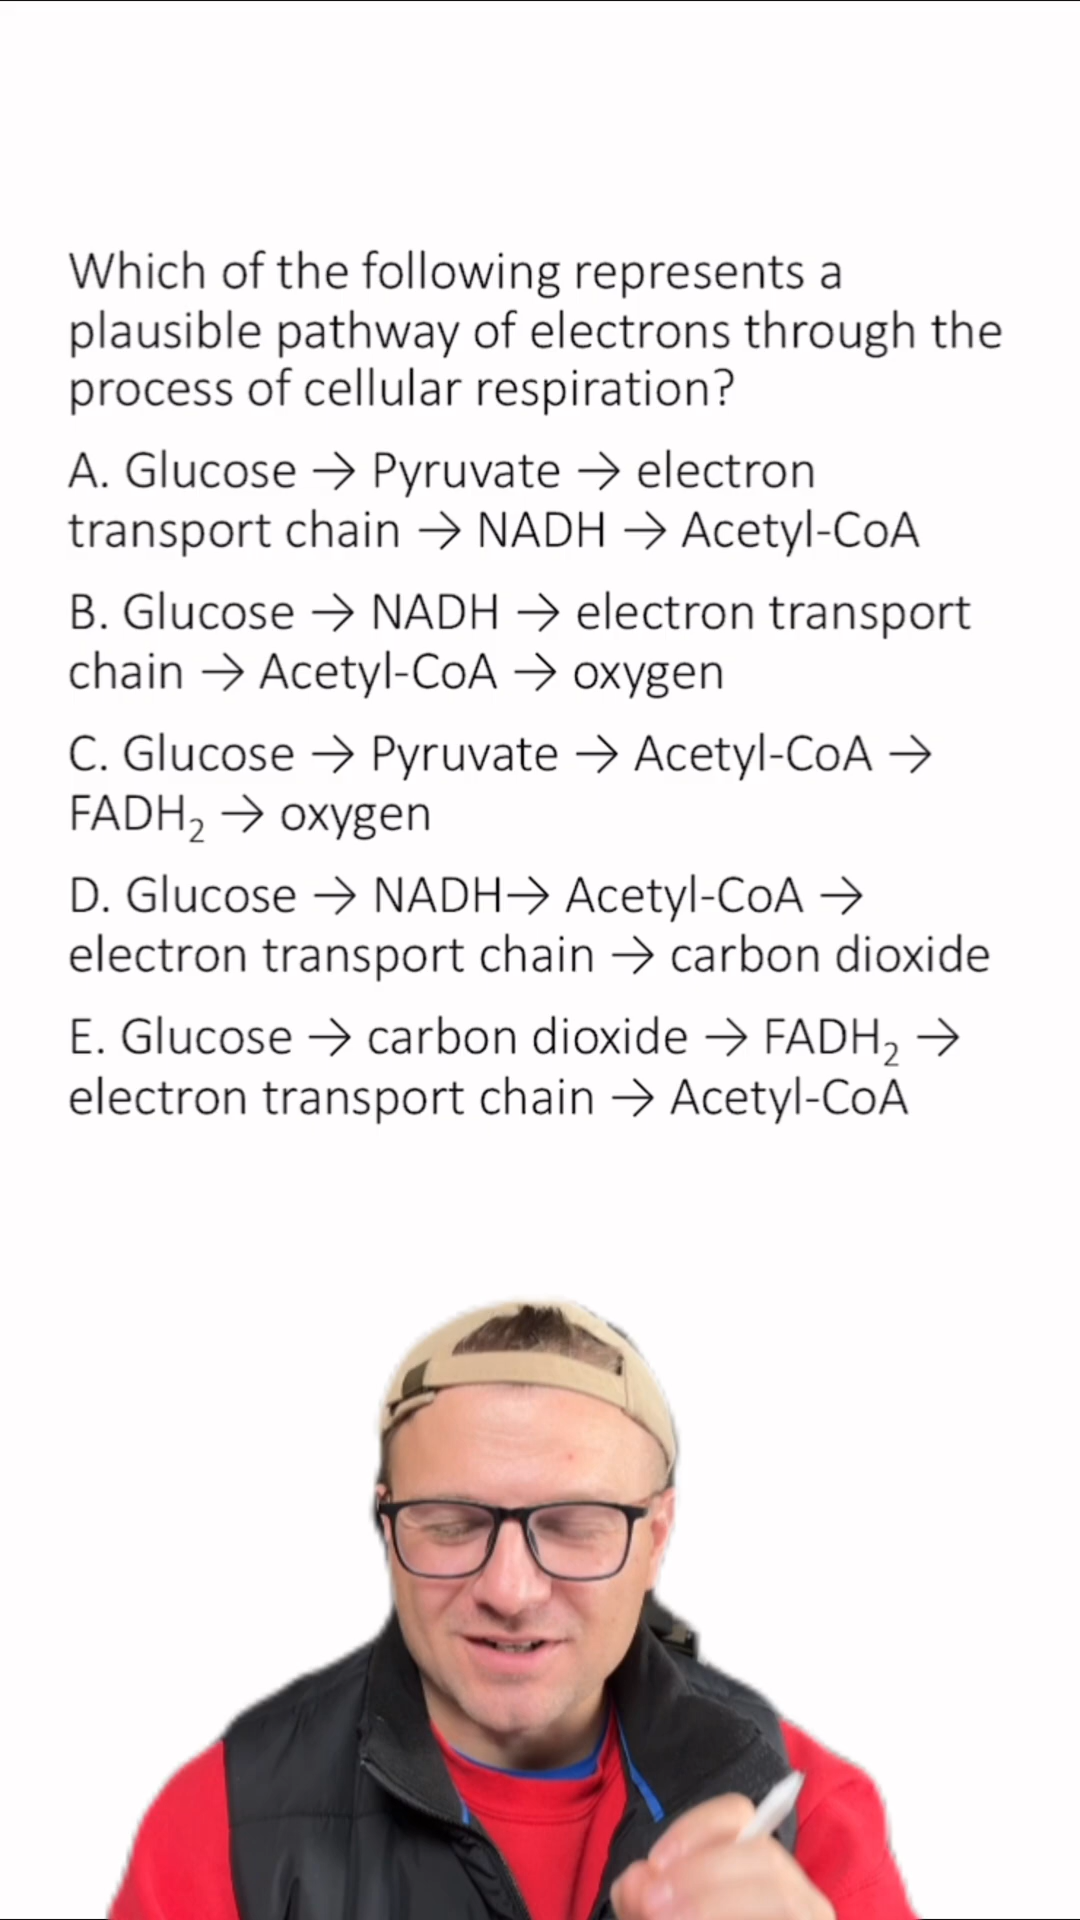 Which of the following represents a
plausible pathway of electrons through the
process of cellular respiration?
A. Glucose → Pyruvate → electron
transport chain → NADH → Acetyl-CoA
B. Glucose → NADH → electron transport
chain → Acetyl-CoA → oxygen
C. Glucose → Pyruvate → Acetyl-CoA →
FADH₂ → oxygen
D. Glucose → NADH→ Acetyl-CoA →
electron transport chain → carbon dioxide
E. Glucose → carbon dioxide → FADH₂ →
electron transport chain → Acetyl-CoA